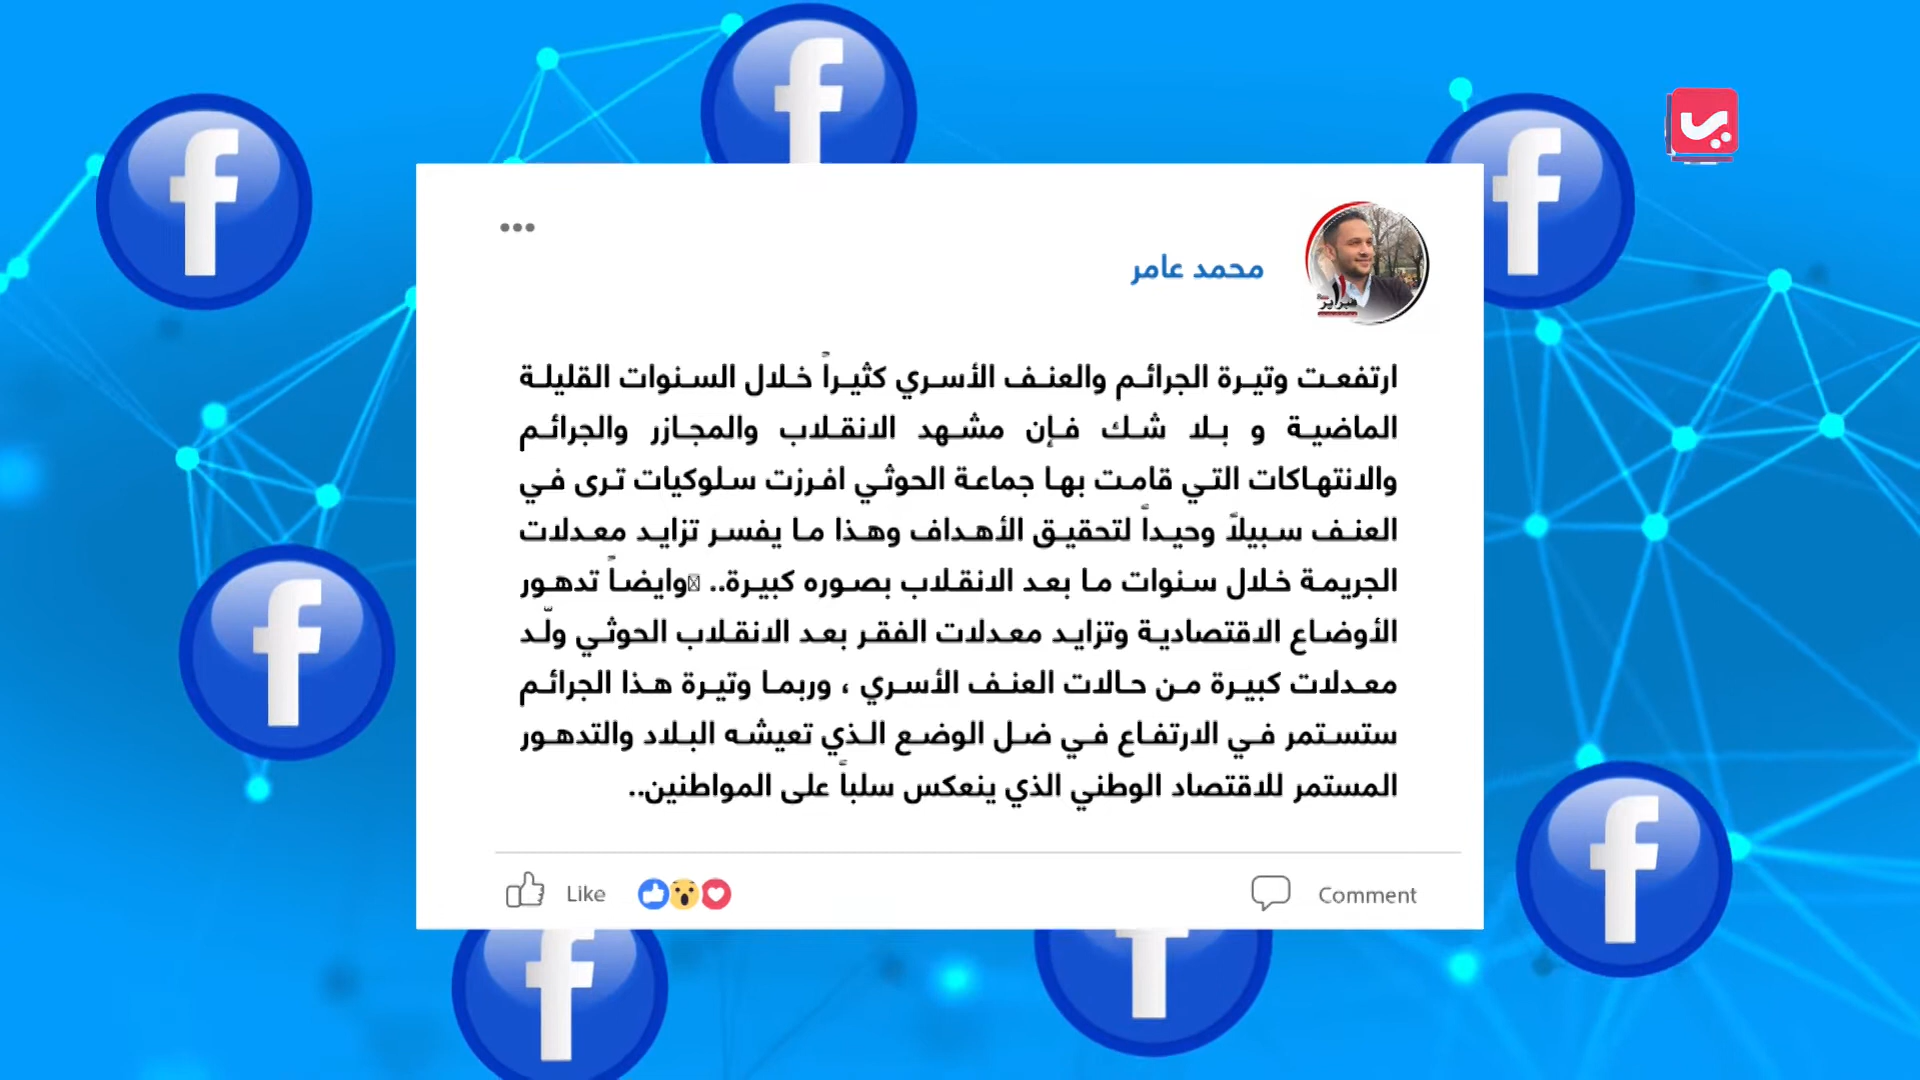 محمد عامر
فبراير
ارتفعت وتيرة الجرائم والعنف الأسري كثيراً خلال السنوات القليلة
الماضية و بلا شك فإن مشهد الانقلاب والمجازر والجرائم
والانتهاكات التي قامت بها جماعة الحوثي افرزت سلوكيات ترى في
العنف سبيلاً وحيداً لتحقيق الأهداف وهذا ما يفسر تزايد معدلات
الجريمة خلال سنوات ما بعد الانقلاب بصوره كبيرة.. وايضاً تدهور
الأوضاع الاقتصادية وتزايد معدلات الفقر بعد الانقلاب الحوثي ولّد
معدلات كبيرة من حالات العنف الأسري ، وربما وتيرة هذا الجرائم
ستستمر في الارتفاع في ضل الوضع الذي تعيشه البلاد والتدهور
المستمر للاقتصاد الوطني الذي ينعكس سلباً على المواطنين..
Like
Comment